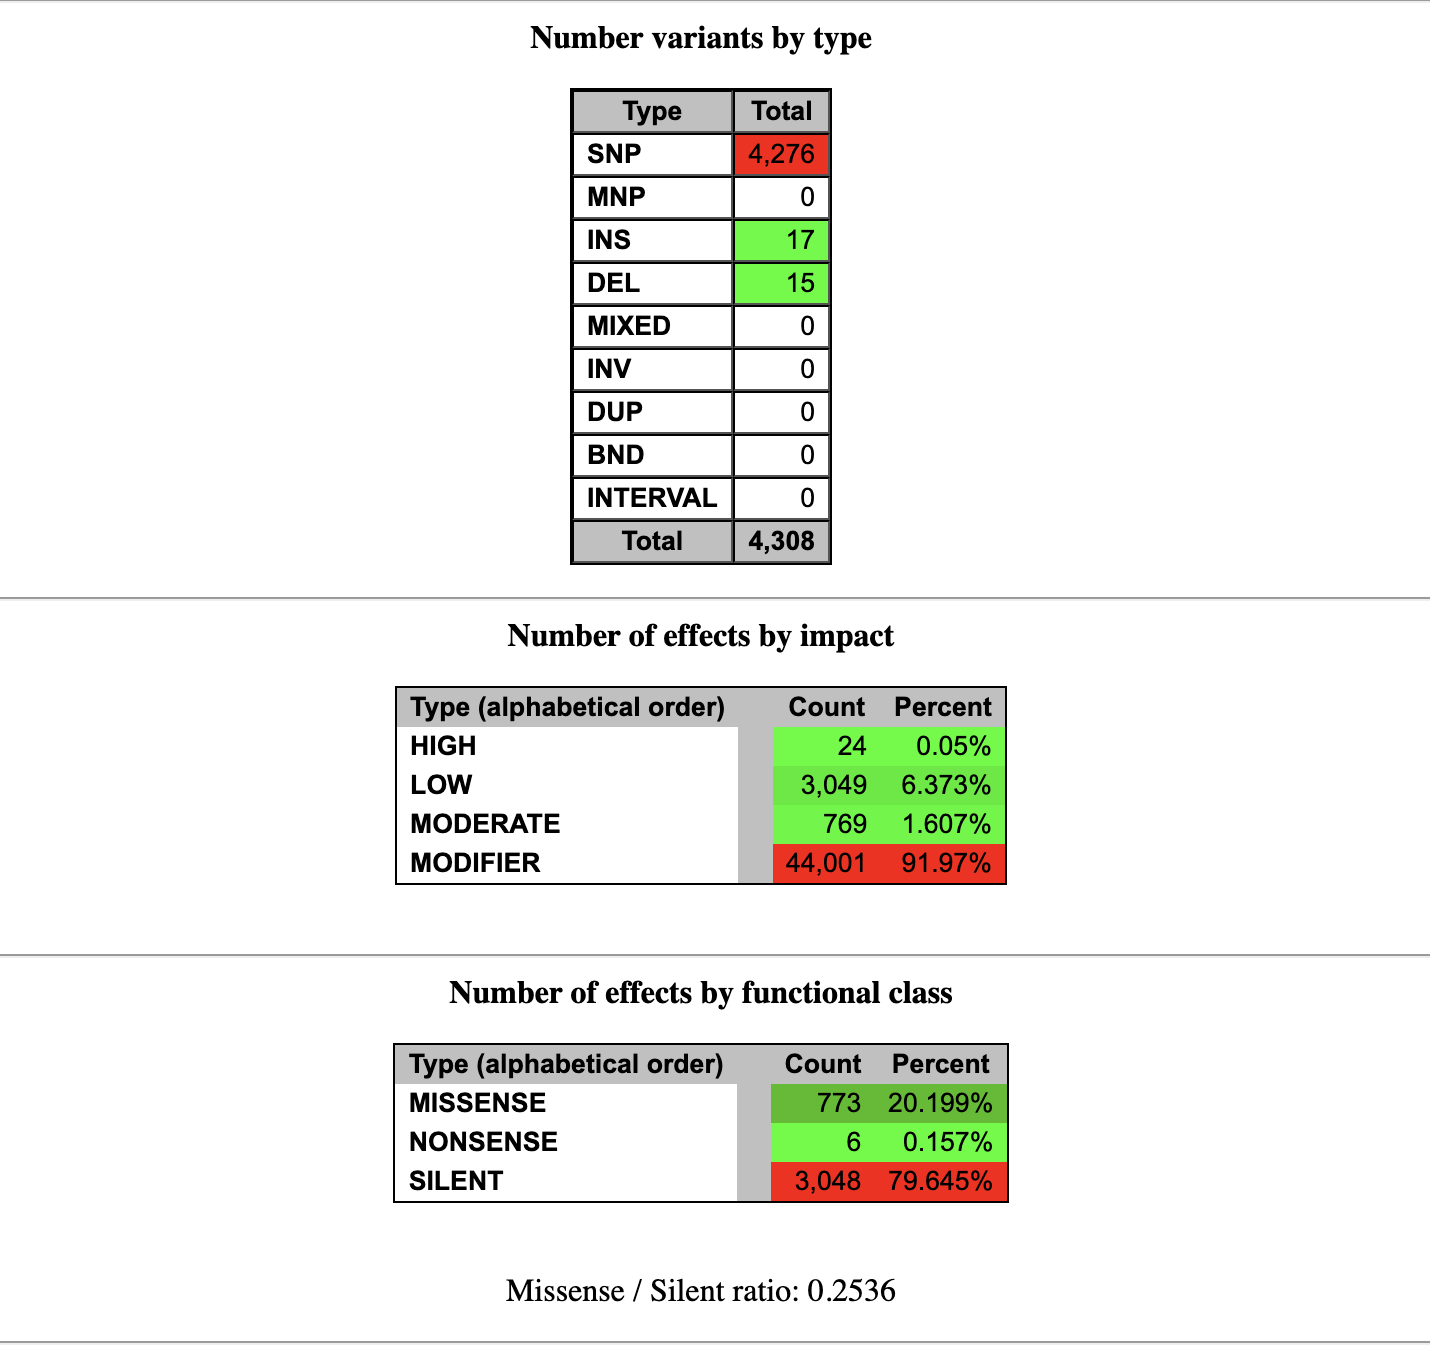 Number variants by type
Type Total
SNP 4,276
MNP 0
INS 17
DEL 15
MIXED 0
INV 0
DUP 0
BND 0
INTERVAL 0
Total 4,308
Number of effects by impact
Type (alphabetical order) Count Percent
HIGH 24 0.05%
LOW 3,049 6.373%
MODERATE 769 1.607%
MODIFIER 44,001 91.97%
Number of effects by functional class
Type (alphabetical order) Count Percent
MISSENSE 773 20.199%
NONSENSE 6 0.157%
SILENT 3,048 79.645%
Missense / Silent ratio: 0.2536